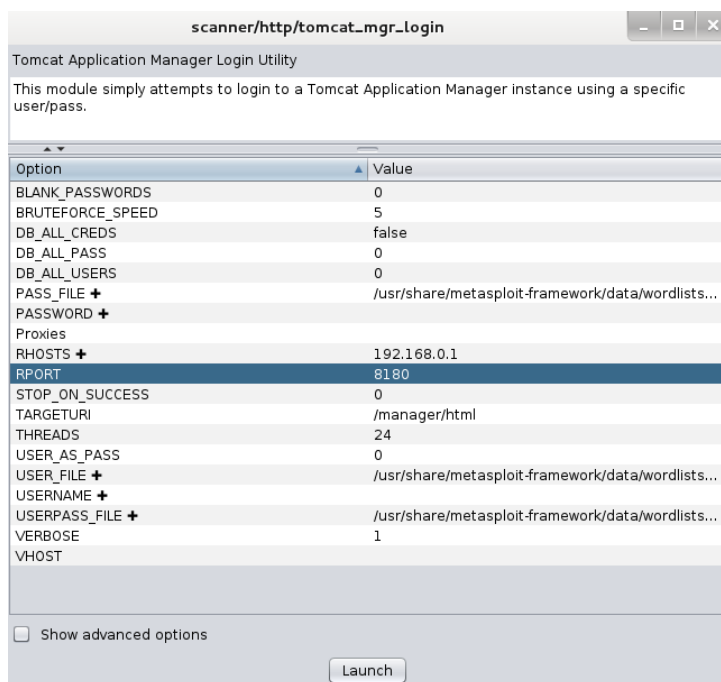 scanner/http/tomcat_mgr_login
Tomcat Application Manager Login Utility
This module simply attempts to login to a Tomcat Application Manager instance using a specific
user/pass.
Option Value
BLANK_PASSWORDS 0
BRUTEFORCE_SPEED 5
DB_ALL_CREDS false
DB_ALL_PASS 0
DB_ALL_USERS 0
PASS_FILE ✚ /usr/share/metasploit-framework/data/wordlists...
PASSWORD ✚
Proxies
RHOSTS ✚ 192.168.0.1
RPORT 8180
STOP_ON_SUCCESS 0
TARGETURI /manager/html
THREADS 24
USER_AS_PASS 0
USER_FILE ✚ /usr/share/metasploit-framework/data/wordlists...
USERNAME ✚
USERPASS_FILE ✚ /usr/share/metasploit-framework/data/wordlists...
VERBOSE 1
VHOST
Show advanced options
Launch